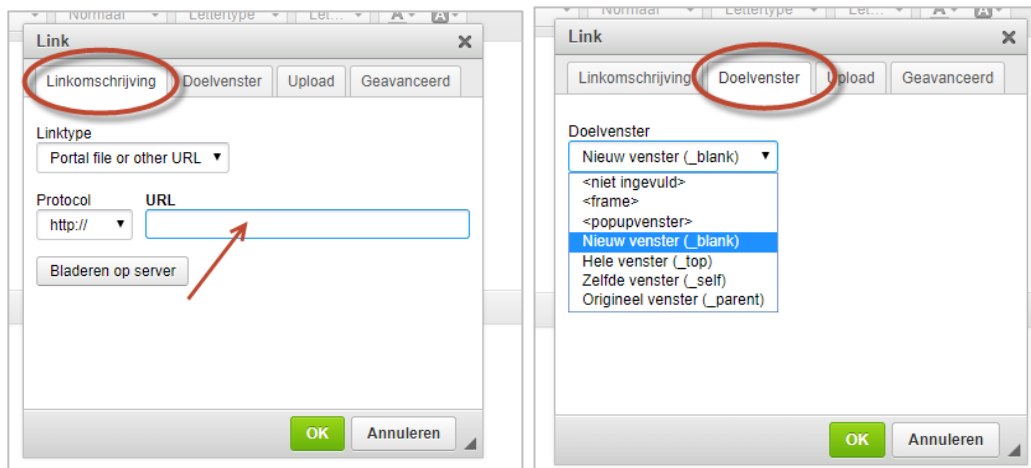 Normaal Lettertype Let...
Link
Linkomschrijving Doelvenster Upload Geavanceerd
Linktype
Portal file or other URL
Protocol URL
http://
Bladeren op server
OK Annuleren
Normaal Lettertype Let...
Link
Linkomschrijving Doelvenster Upload Geavanceerd
Doelvenster
Nieuw venster (_blank)
<niet ingevuld>
<frame>
<popupvenster>
Nieuw venster (_blank)
Hele venster (_top)
Zelfde venster (_self)
Origineel venster (_parent)
OK Annuleren